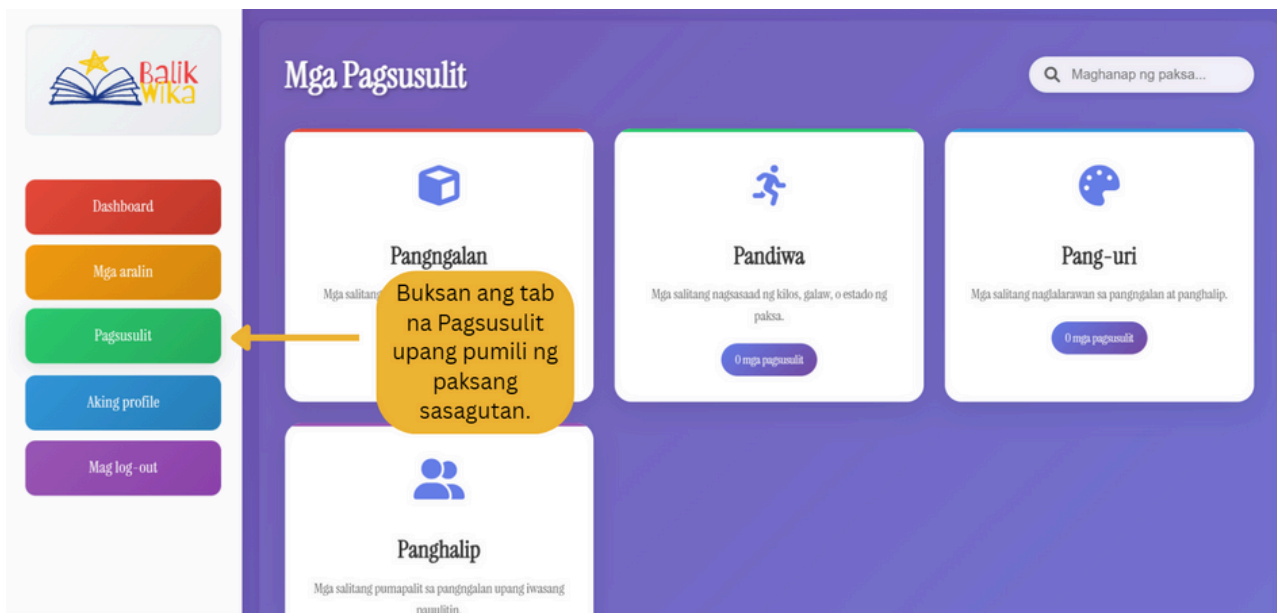 Balik
Wika
Dashboard
Mga aralin
Pagsusulit
Aking profile
Mag log-out
Mga Pagsusulit
Maghanap ng paksa...
Pangngalan
Mga salitang
Buksan ang tab
na Pagsusulit
upang pumili ng
paksang
sasagutan.
Pandiwa
Mga salitang nagsasaad ng kilos, galaw, o estado ng
paksa.
0 mga pagsusulit
Pang-uri
Mga salitang naglalarawan sa pangngalan at panghalip.
0 mga pagsusulit
Panghalip
Mga salitang pumapalit sa pangngalan upang iwasang